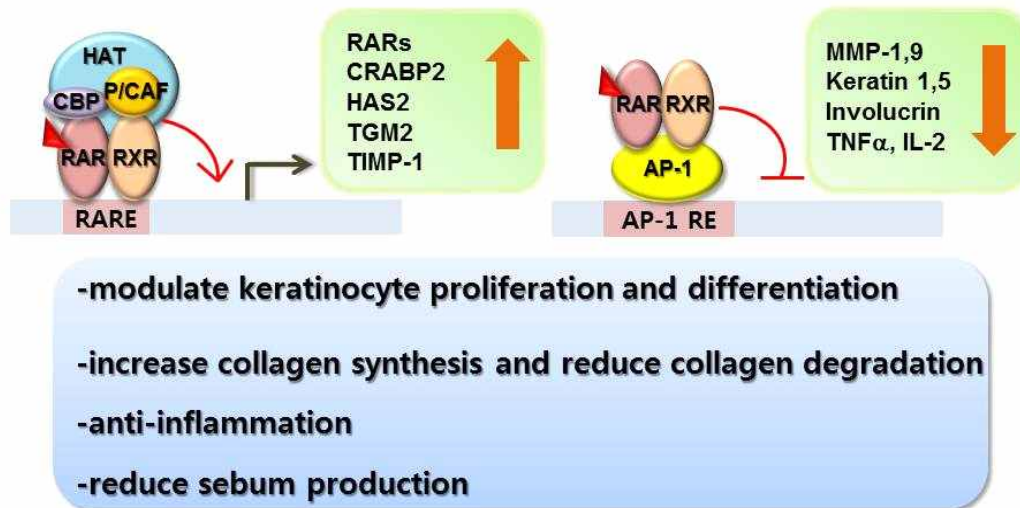 HAT
CBP
P/CAF
RAR
RXR
RARE
RARs
CRABP2
HAS2
TGM2
TIMP-1
RAR
RXR
AP-1
AP-1 RE
MMP-1,9
Keratin 1,5
Involucrin
TNFα, IL-2
-modulate keratinocyte proliferation and differentiation
-increase collagen synthesis and reduce collagen degradation
-anti-inflammation
-reduce sebum production